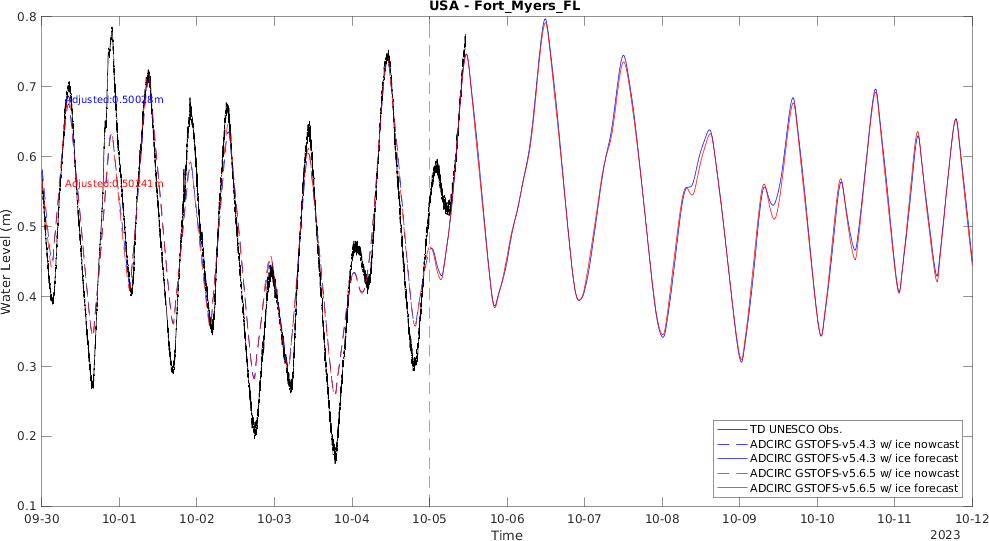 USA - Fort_Myers_FL
0.8
0.7
0.6
0.5
0.4
0.3
0.2
0.1
Water Level (m)
Adjusted:0.50028m
Adjusted:0.50241m
TD UNESCO Obs.
ADCIRC GSTOFS-v5.4.3 w/ ice nowcast
ADCIRC GSTOFS-v5.4.3 w/ ice forecast
ADCIRC GSTOFS-v5.6.5 w/ ice nowcast
ADCIRC GSTOFS-v5.6.5 w/ ice forecast
09-30 10-01 10-02 10-03 10-04 10-05 10-06 10-07 10-08 10-09 10-10 10-11 10-12
Time
2023